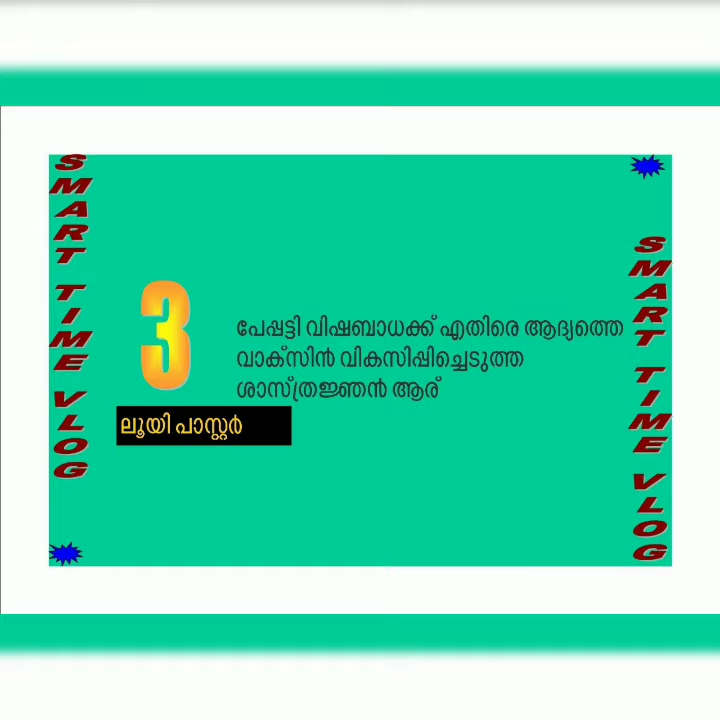 SMART TIME VLOG
3
പേപ്പട്ടി വിഷബാധക്ക് എതിരെ ആദ്യത്തെ
വാക്സിൻ വികസിപ്പിച്ചെടുത്ത
ശാസ്ത്രജ്ഞൻ ആര്
ലൂയി പാസ്റ്റർ
SMART TIME VLOG